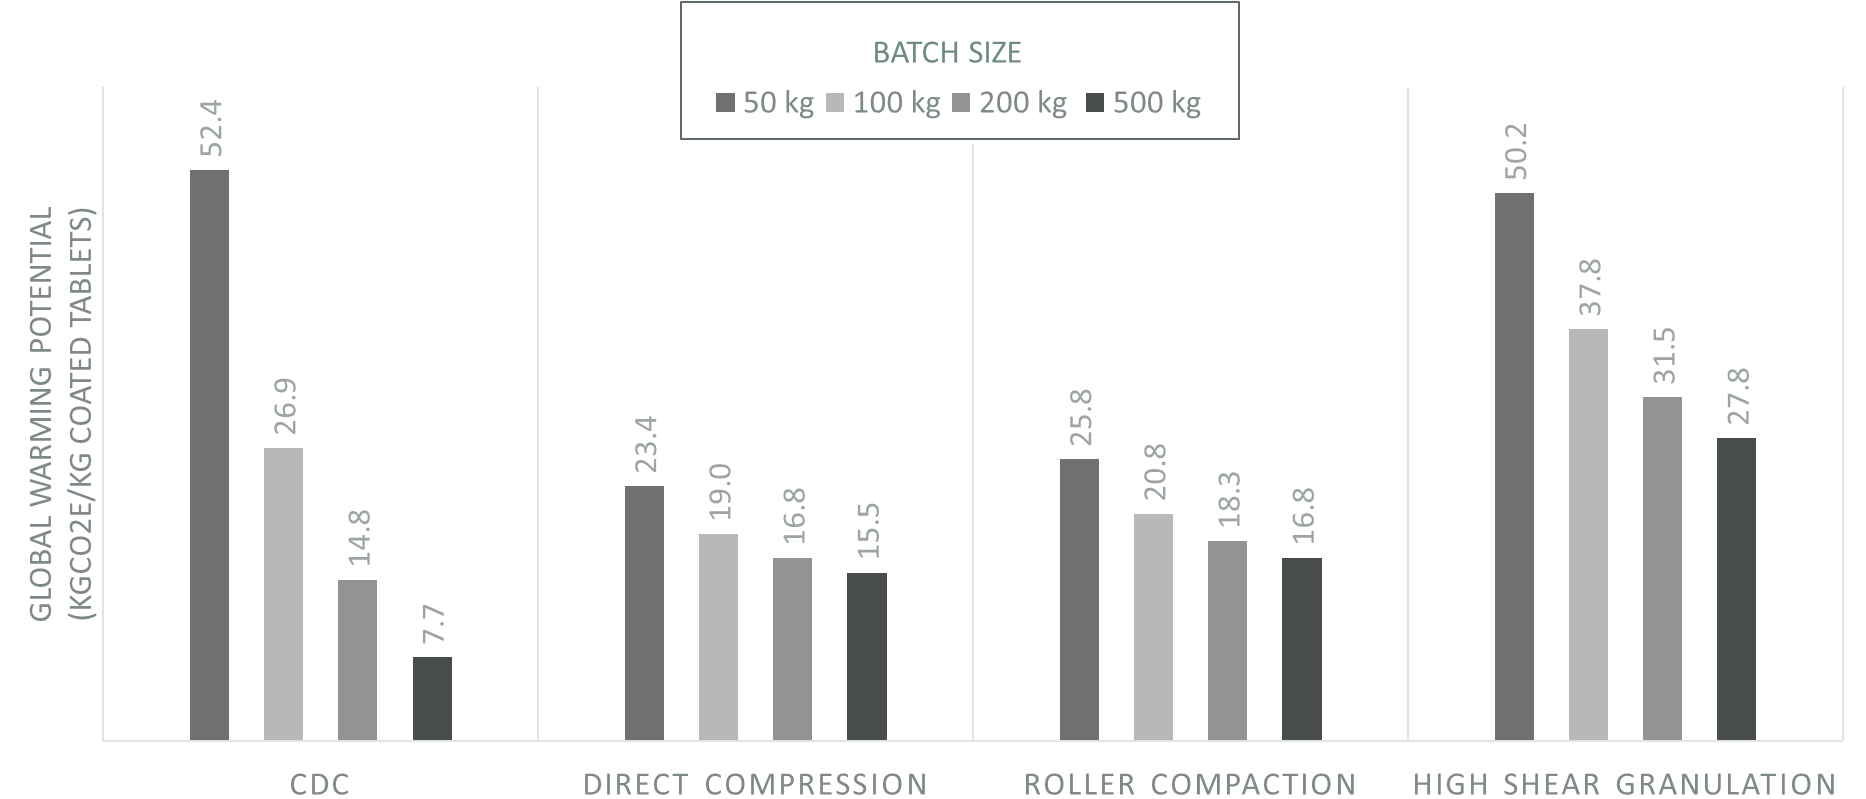 BATCH SIZE
50 kg 100 kg 200 kg 500 kg
GLOBAL WARMING POTENTIAL
(KGCO2E/KG COATED TABLETS)
52.4
26.9
14.8
7.7
23.4
19.0
16.8
15.5
25.8
20.8
18.3
16.8
50.2
37.8
31.5
27.8
CDC
DIRECT COMPRESSION
ROLLER COMPACTION
HIGH SHEAR GRANULATION